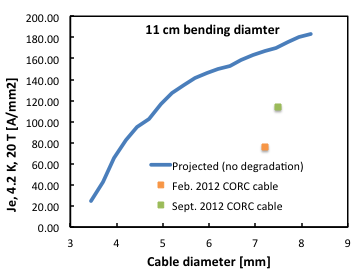 11 cm bending diamter
Je, 4.2 K, 20 T [A/mm2]
200.00
180.00
160.00
140.00
120.00
100.00
80.00
60.00
40.00
20.00
0.00
Projected (no degradation)
Feb. 2012 CORC cable
Sept. 2012 CORC cable
3 4 5 6 7 8 9
Cable diameter [mm]